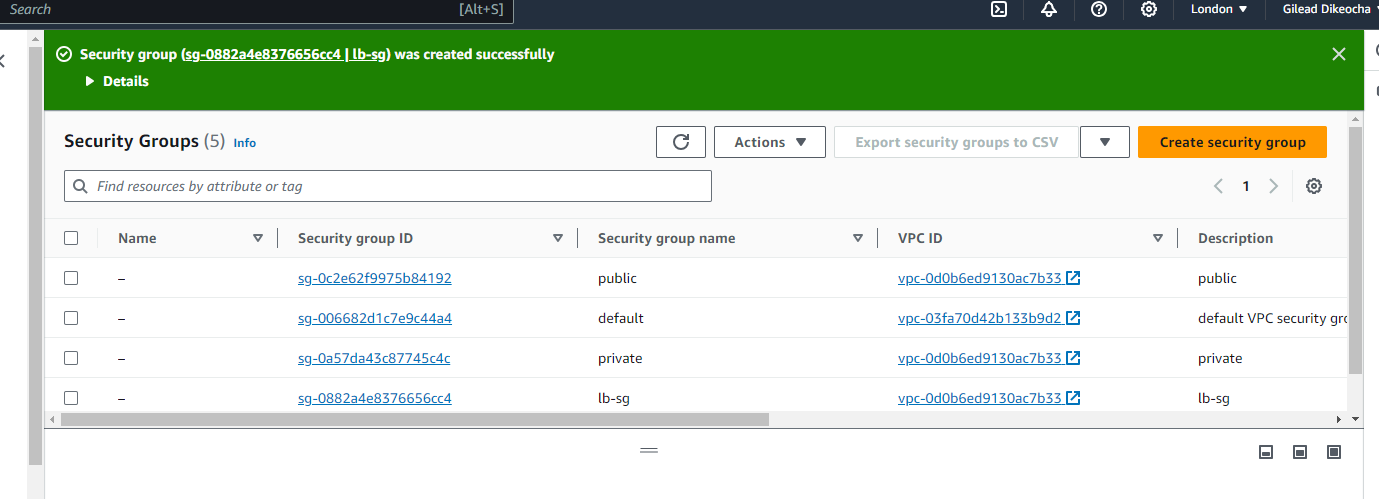 Search [Alt+S] London Gilead Dikeocha
Security group (sg-0882a4e8376656cc4 | lb-sg) was created successfully
Details
Security Groups (5) Info Actions Export security groups to CSV Create security group
Find resources by attribute or tag 1
Name Security group ID Security group name VPC ID Description
– sg-0c2e62f9975b84192 public vpc-0d0b6ed9130ac7b33 public
– sg-006682d1c7e9c44a4 default vpc-03fa70d42b133b9d2 default VPC security gro
– sg-0a57da43c87745c4c private vpc-0d0b6ed9130ac7b33 private
– sg-0882a4e8376656cc4 lb-sg vpc-0d0b6ed9130ac7b33 lb-sg